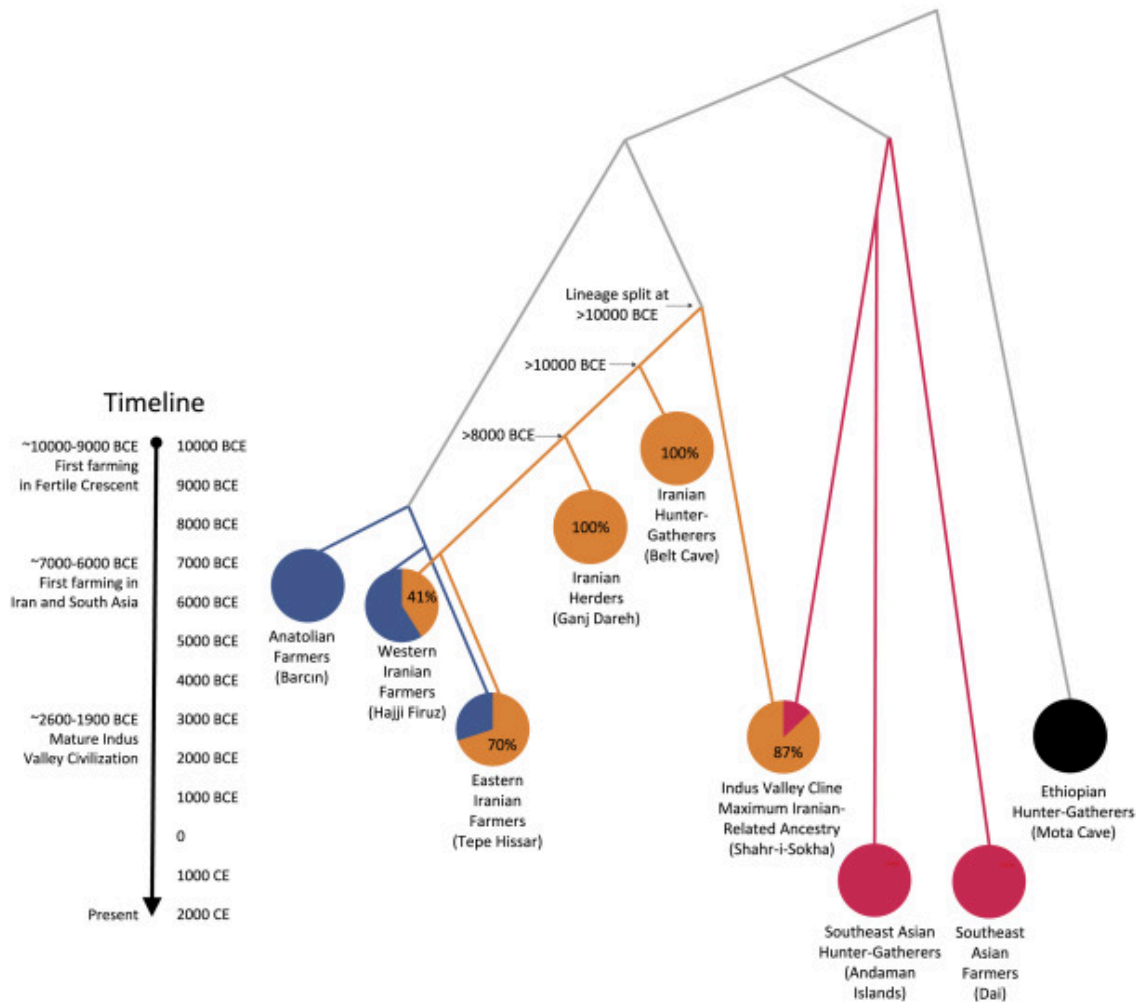 Lineage split at
>10000 BCE
>10000 BCE
>8000 BCE
Timeline
~10000-9000 BCE
First farming
in Fertile Crescent
~7000-6000 BCE
First farming in
Iran and South Asia
~2600-1900 BCE
Mature Indus
Valley Civilization
Present
10000 BCE
9000 BCE
8000 BCE
7000 BCE
6000 BCE
5000 BCE
4000 BCE
3000 BCE
2000 BCE
1000 BCE
0
1000 CE
2000 CE
Anatolian
Farmers
(Barcın)
41%
Western
Iranian
Farmers
(Hajji Firuz)
70%
Eastern
Iranian
Farmers
(Tepe Hissar)
100%
Iranian
Herders
(Ganj Dareh)
100%
Iranian
Hunter-
Gatherers
(Belt Cave)
87%
Indus Valley Cline
Maximum Iranian-
Related Ancestry
(Shahr-i-Sokha)
Southeast Asian
Hunter-Gatherers
(Andaman
Islands)
Southeast
Asian
Farmers
(Dai)
Ethiopian
Hunter-Gatherers
(Mota Cave)